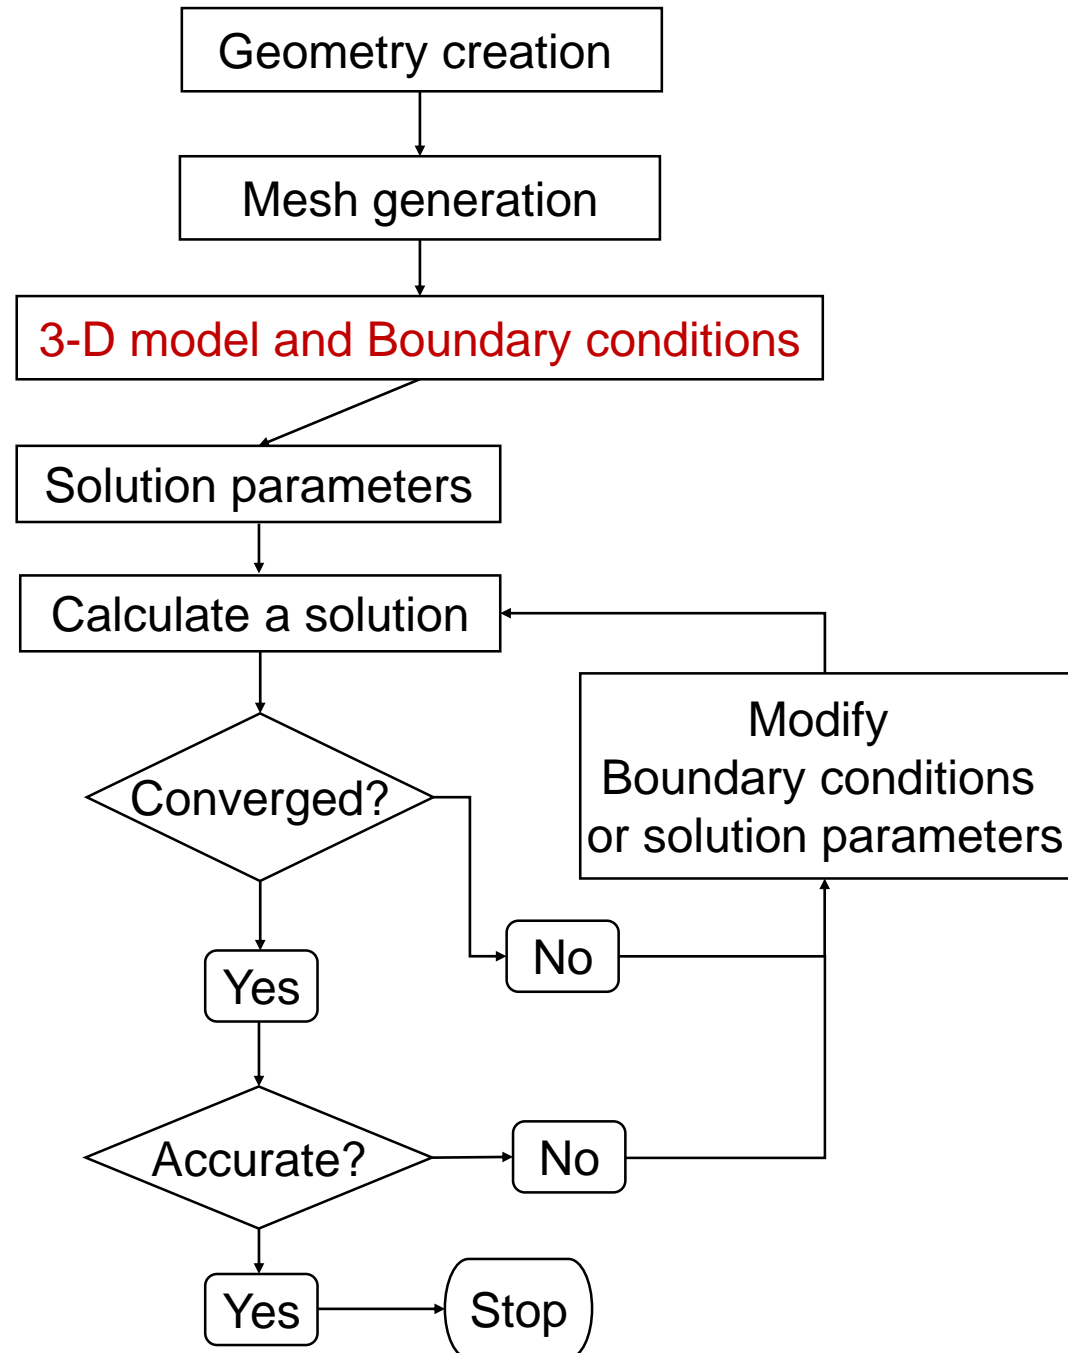 Geometry creation
Mesh generation
3-D model and Boundary conditions
Solution parameters
Calculate a solution
Modify
Boundary conditions
or solution parameters
Converged?
No
Yes
Accurate?
No
Yes
Stop